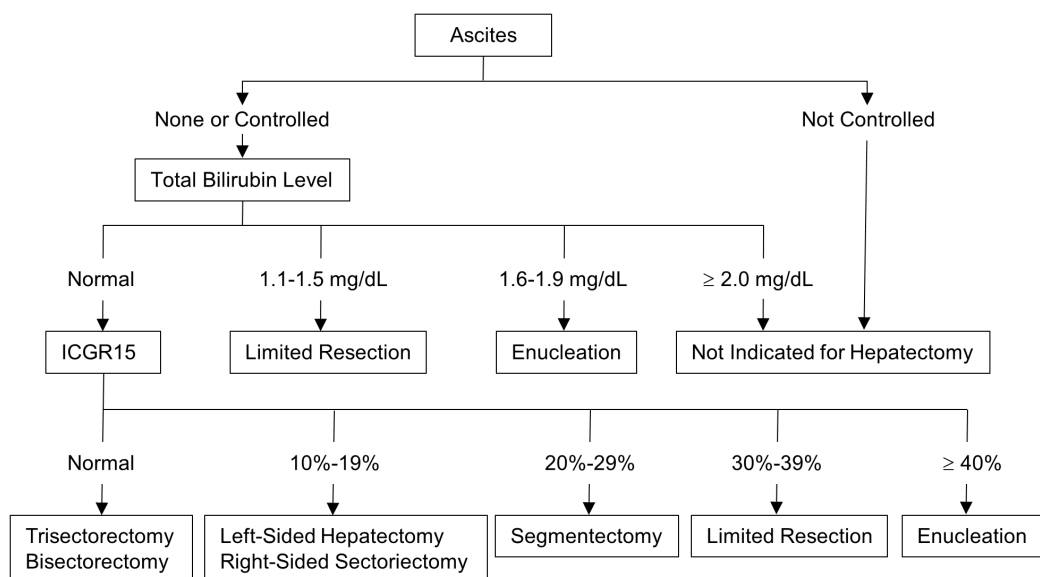 Ascites
None or Controlled
Not Controlled
Total Bilirubin Level
Normal
1.1-1.5 mg/dL
1.6-1.9 mg/dL
≥ 2.0 mg/dL
ICGR15
Limited Resection
Enucleation
Not Indicated for Hepatectomy
Normal
10%-19%
20%-29%
30%-39%
≥ 40%
Trisectorectomy
Bisectorectomy
Left-Sided Hepatectomy
Right-Sided Sectoriectomy
Segmentectomy
Limited Resection
Enucleation